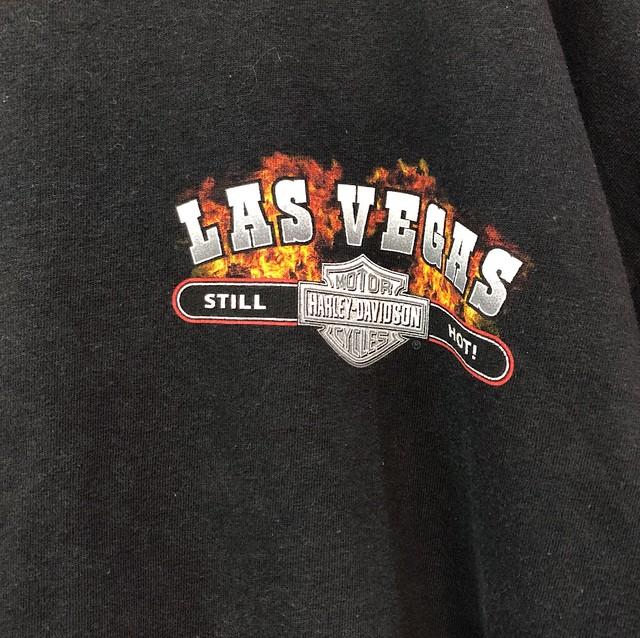 LAS VEGAS
STILL
MOTOR
HARLEY-DAVIDSON
CYCLES
®
HOT!